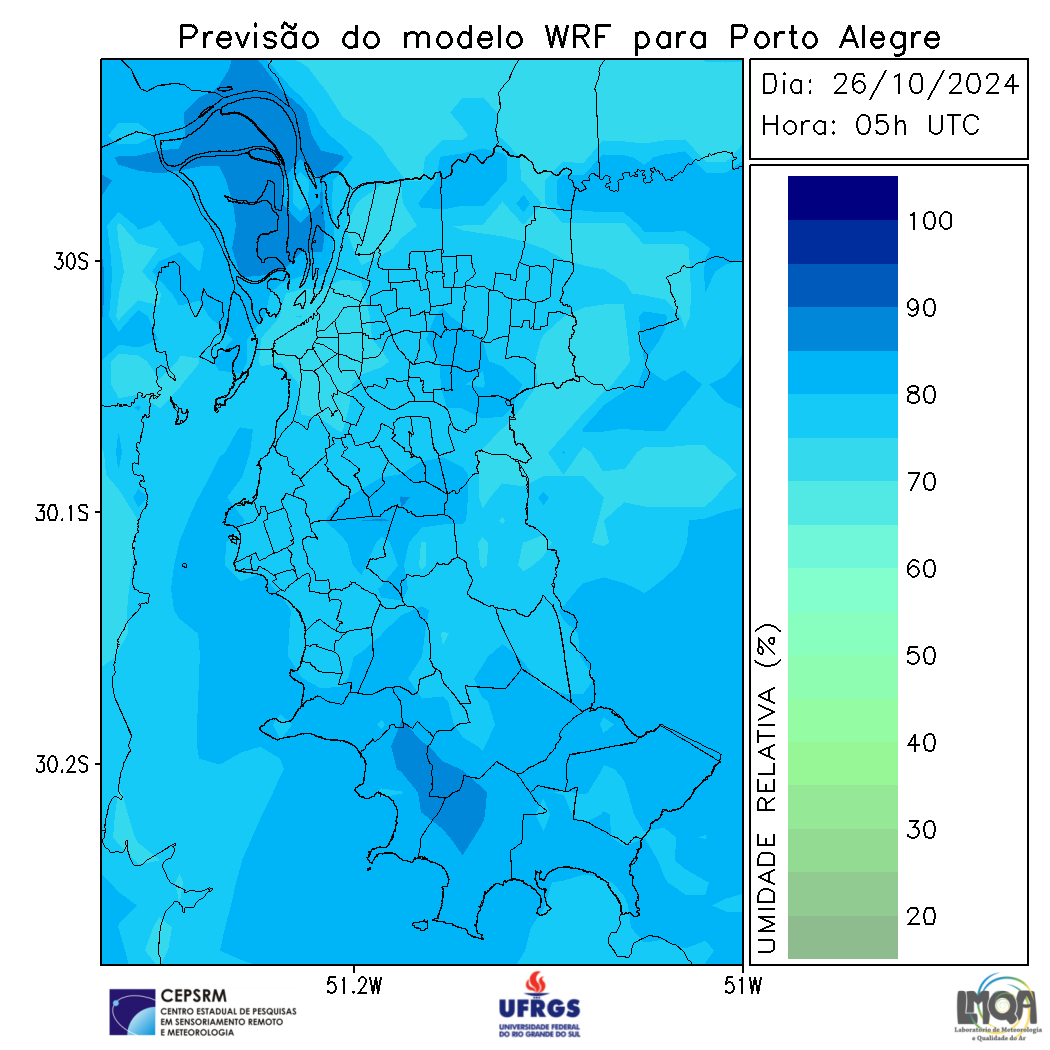 Previsão do modelo WRF para Porto Alegre
Dia: 26/10/2024
Hora: 05h UTC
30S
30.1S
30.2S
51.2W
51W
100
90
80
70
60
50
40
30
20
UMIDADE RELATIVA (%)
CEPSRM
CENTRO ESTADUAL DE PESQUISAS
EM SENSORIAMENTO REMOTO
E METEOROLOGIA
UFRGS
UNIVERSIDADE FEDERAL
DO RIO GRANDE DO SUL
LMQA
Laboratório de Meteorologia
e Qualidade do Ar